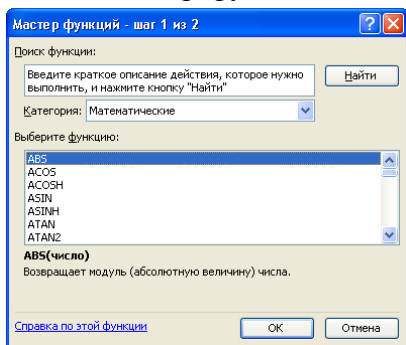 Мастер функций - шаг 1 из 2
Поиск функции:
Введите краткое описание действия, которое нужно
выполнить, и нажмите кнопку "Найти"
Найти
Категория: Математические
Выберите функцию:
ABS
ACOS
ACOSH
ASIN
ASINH
ATAN
ATAN2
ABS(число)
Возвращает модуль (абсолютную величину) числа.
Справка по этой функции
ОК
Отмена